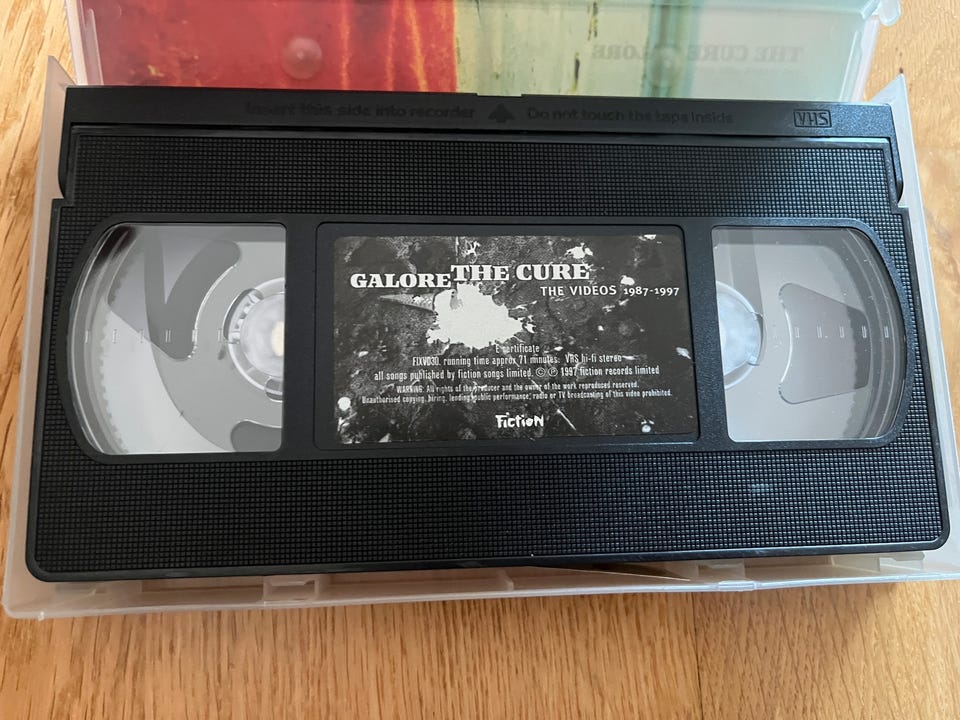 THE CURE GALORE
Insert this side into recorder Do not touch the tape inside VHS
GALORE THE CURE
THE VIDEOS 1987-1997
E certificate
FIXVD30. running time approx 71 minutes. VHS hi-fi stereo
all songs published by fiction songs limited. © ℗ 1997 fiction records limited
WARNING: All rights of the producer and the owner of the work reproduced reserved.
Unauthorised copying, hiring, lending, public performance, radio or TV broadcasting of this video prohibited.
Fiction